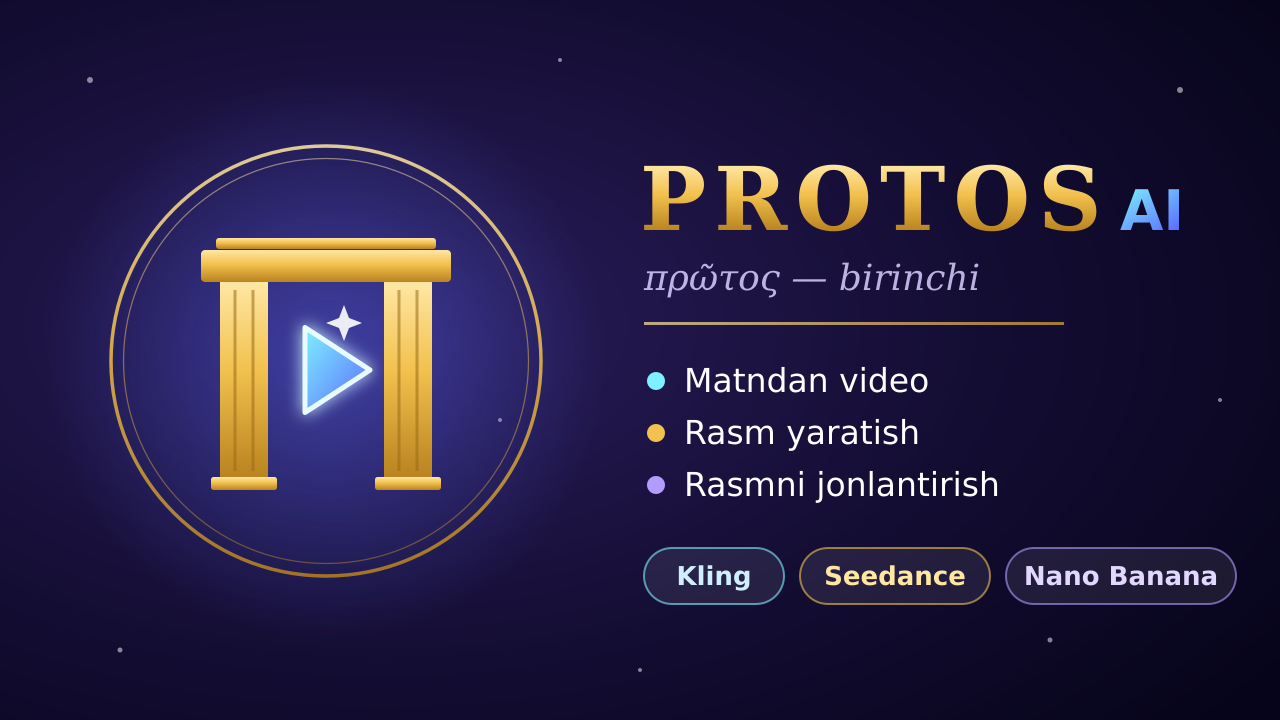 PROTOS AI
πρῶτος — birinchi
Matndan video
Rasm yaratish
Rasmni jonlantirish
Kling Seedance Nano Banana